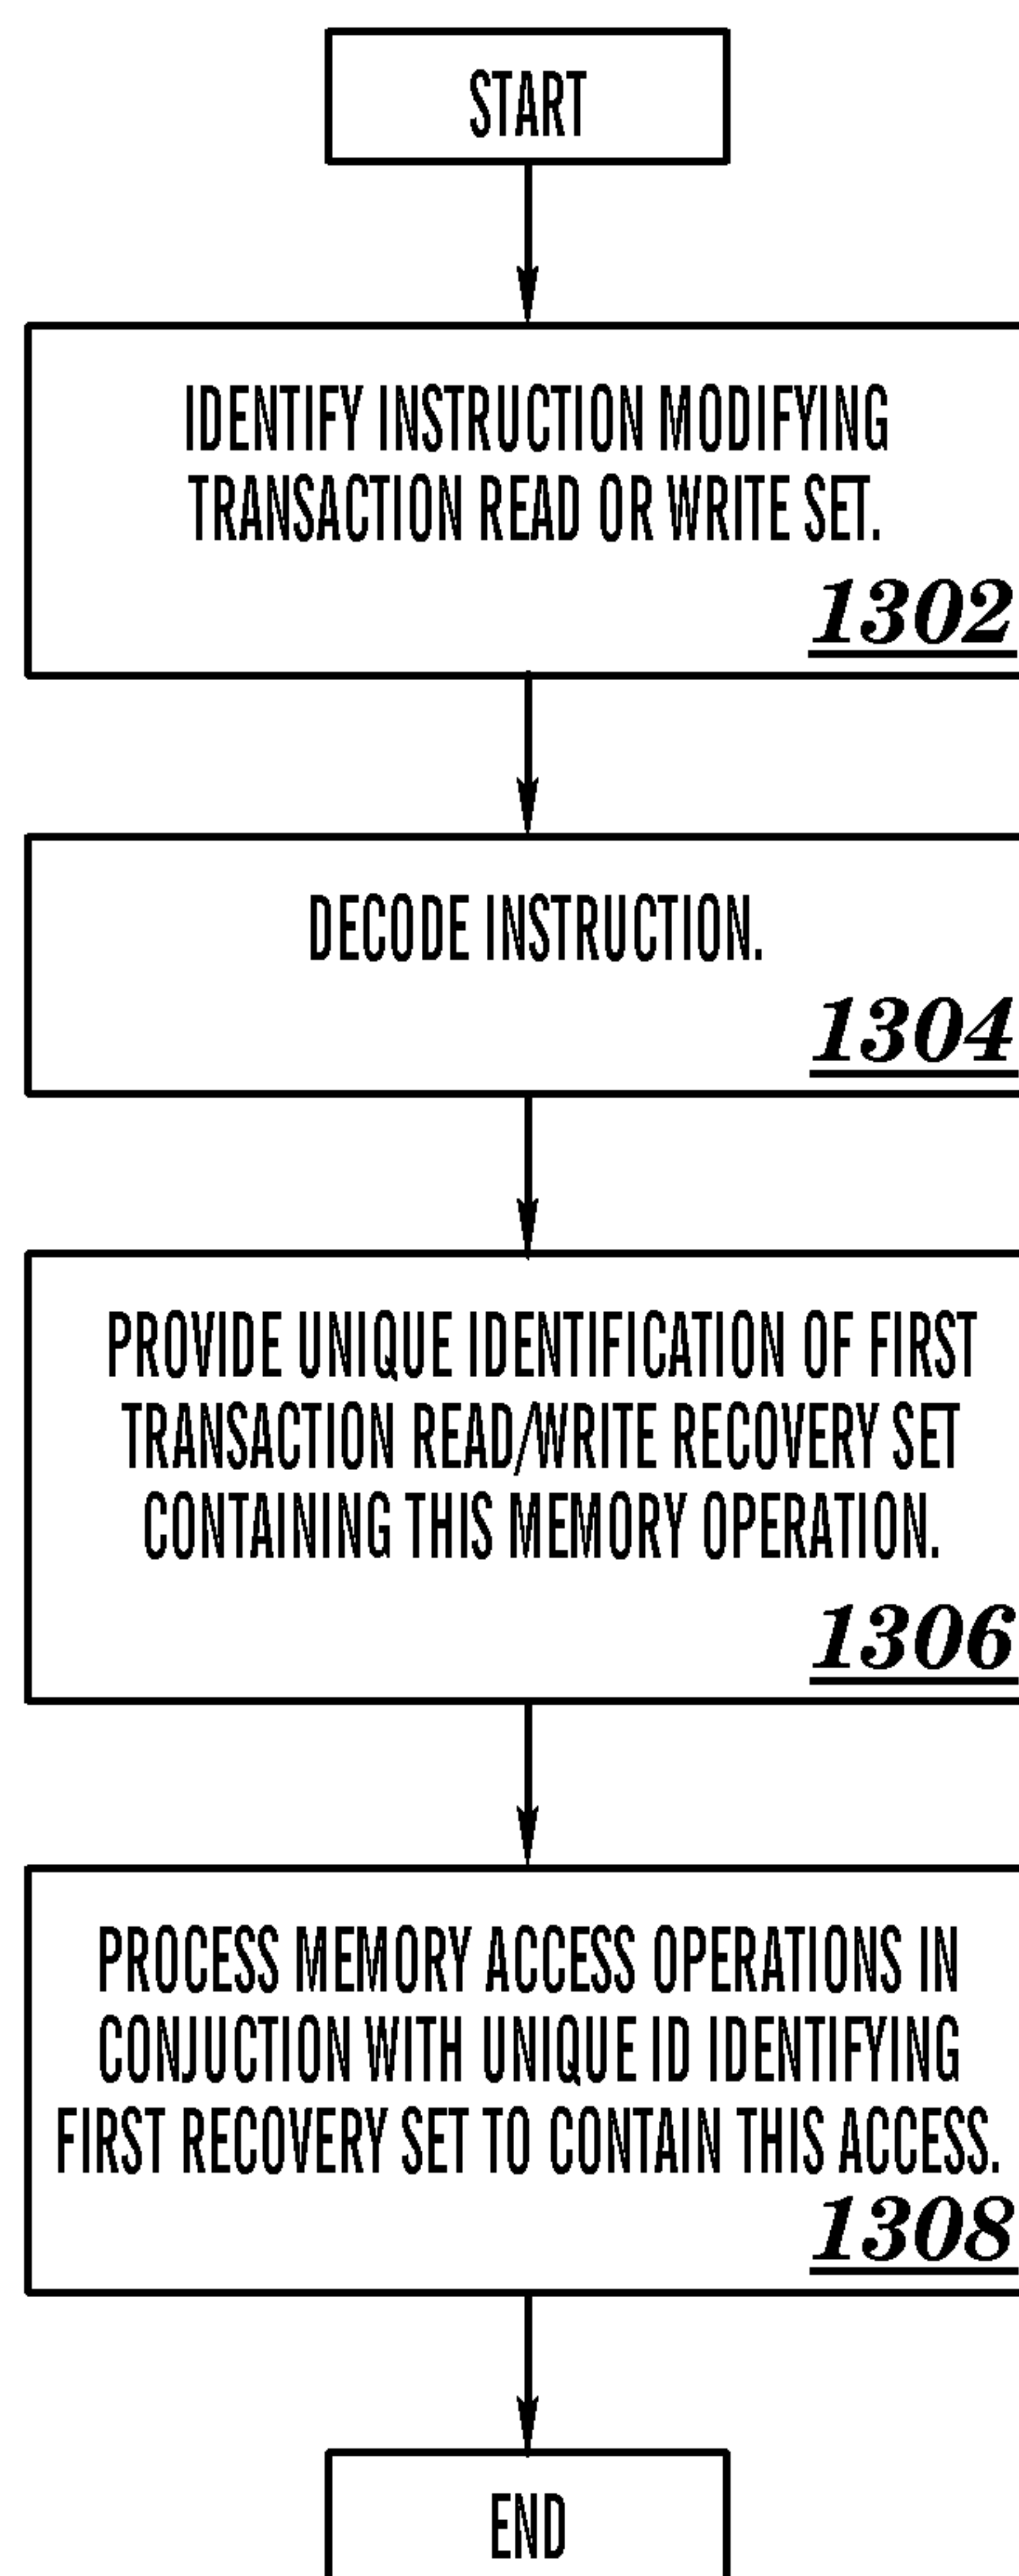 START
IDENTIFY INSTRUCTION MODIFYING
TRANSACTION READ OR WRITE SET.
1302
DECODE INSTRUCTION.
1304
PROVIDE UNIQUE IDENTIFICATION OF FIRST
TRANSACTION READ/WRITE RECOVERY SET
CONTAINING THIS MEMORY OPERATION.
1306
PROCESS MEMORY ACCESS OPERATIONS IN
CONJUCTION WITH UNIQUE ID IDENTIFYING
FIRST RECOVERY SET TO CONTAIN THIS ACCESS.
1308
END